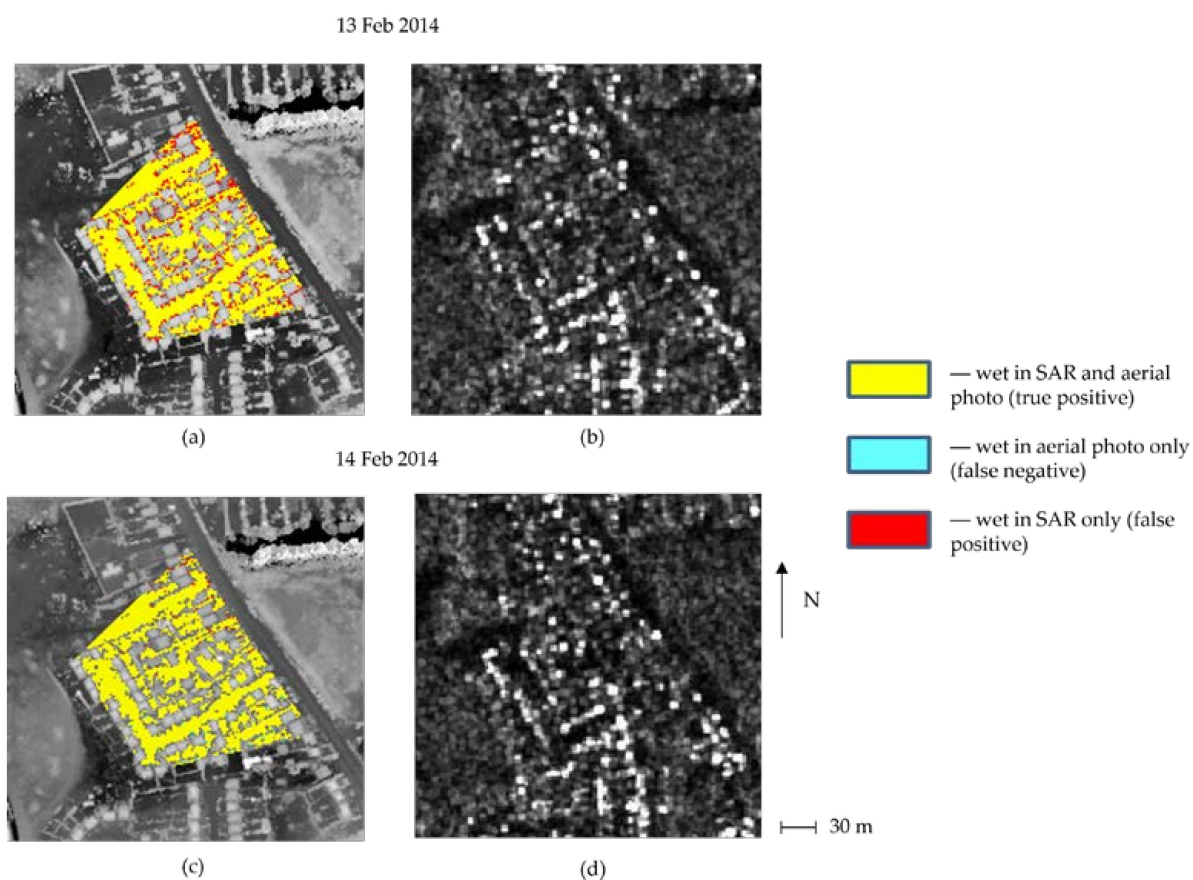 13 Feb 2014
(a)
(b)
— wet in SAR and aerial
photo (true positive)
— wet in aerial photo only
(false negative)
— wet in SAR only (false
positive)
14 Feb 2014
N
30 m
(c)
(d)